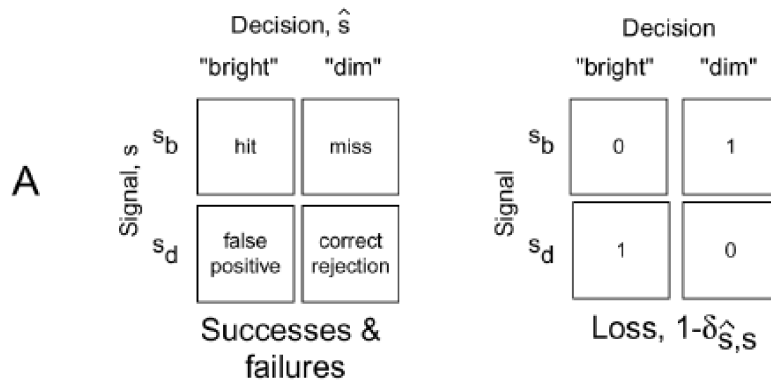 Decision, ŝ
"bright" "dim"
A
Signal, s
s_b
hit
miss
s_d
false positive
correct rejection
Successes &
failures
Decision
"bright" "dim"
Signal
s_b
0
1
s_d
1
0
Loss, 1-δ_ŝ,s